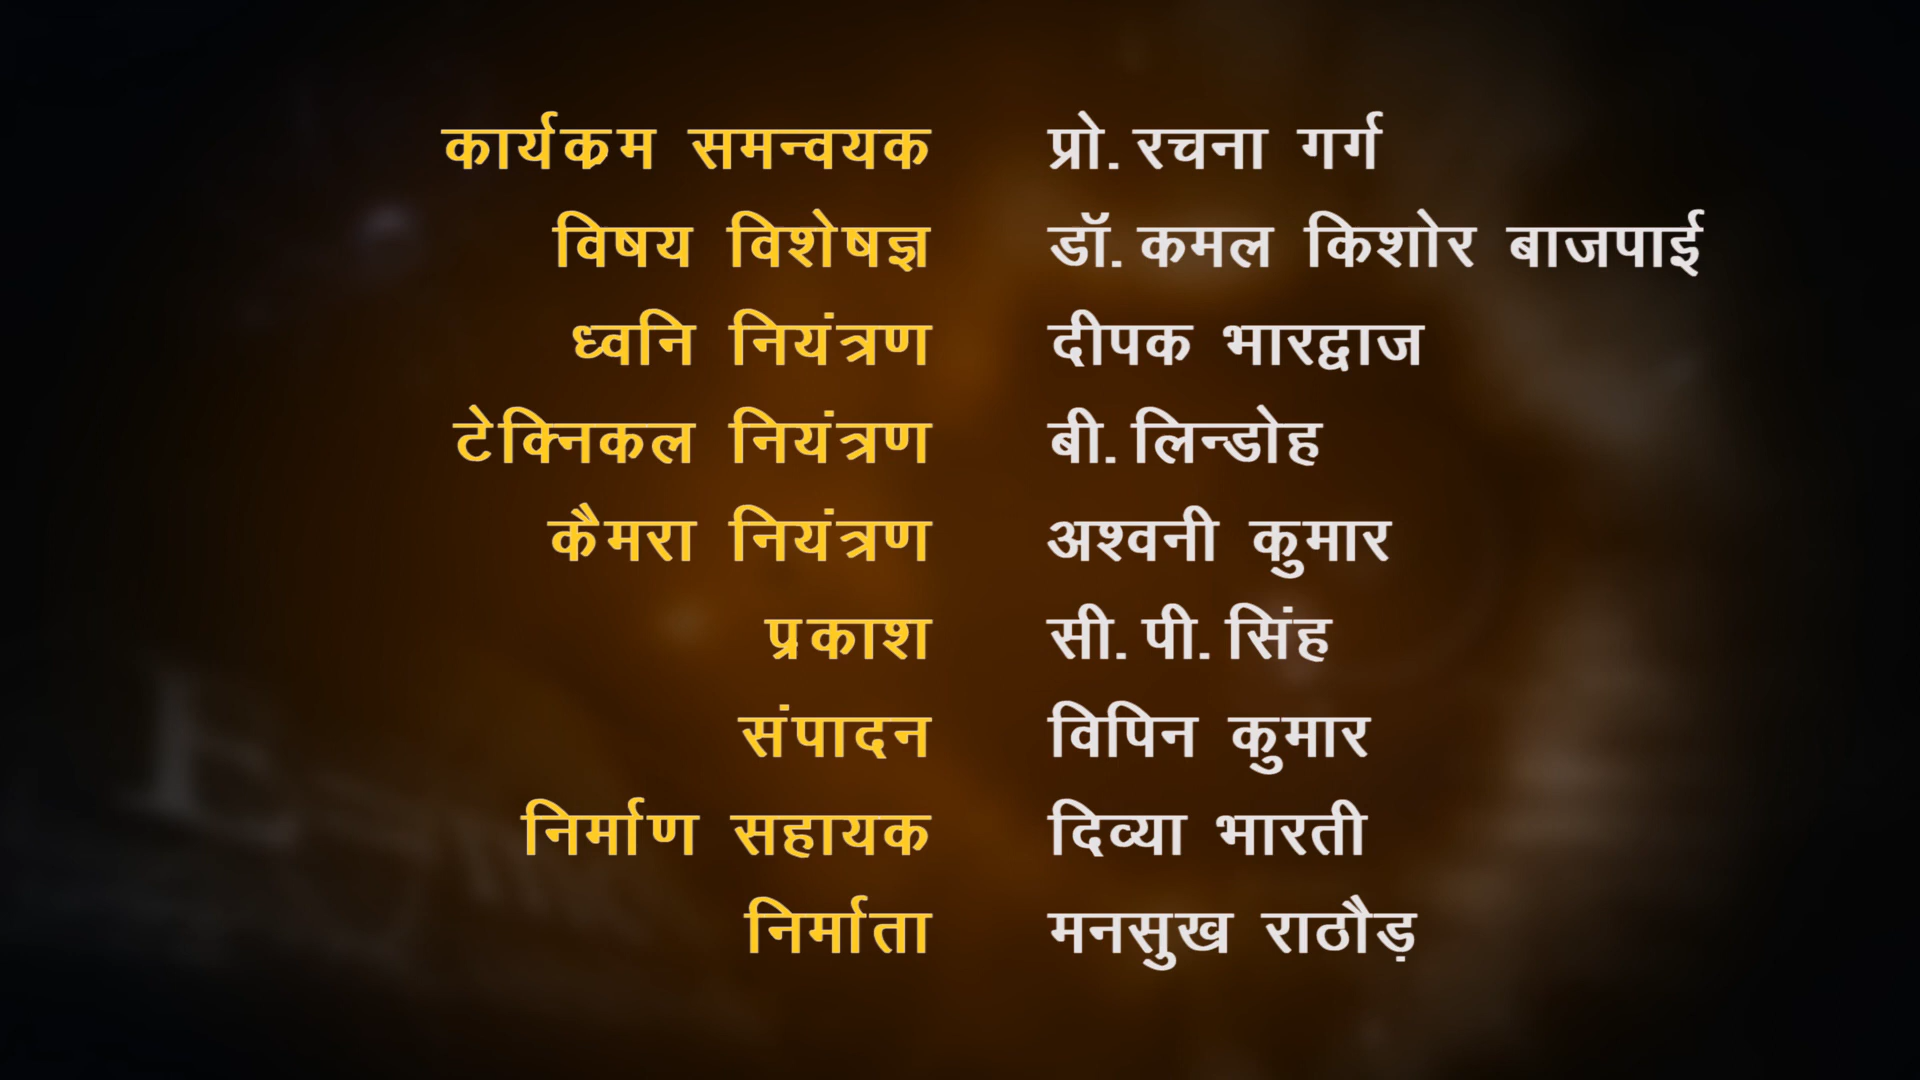 कार्यक्रम समन्वयक प्रो. रचना गर्ग
विषय विशेषज्ञ डॉ. कमल किशोर बाजपाई
ध्वनि नियंत्रण दीपक भारद्वाज
टेक्निकल नियंत्रण बी. लिन्डोह
कैमरा नियंत्रण अश्वनी कुमार
प्रकाश सी. पी. सिंह
संपादन विपिन कुमार
निर्माण सहायक दिव्या भारती
निर्माता मनसुख राठौड़